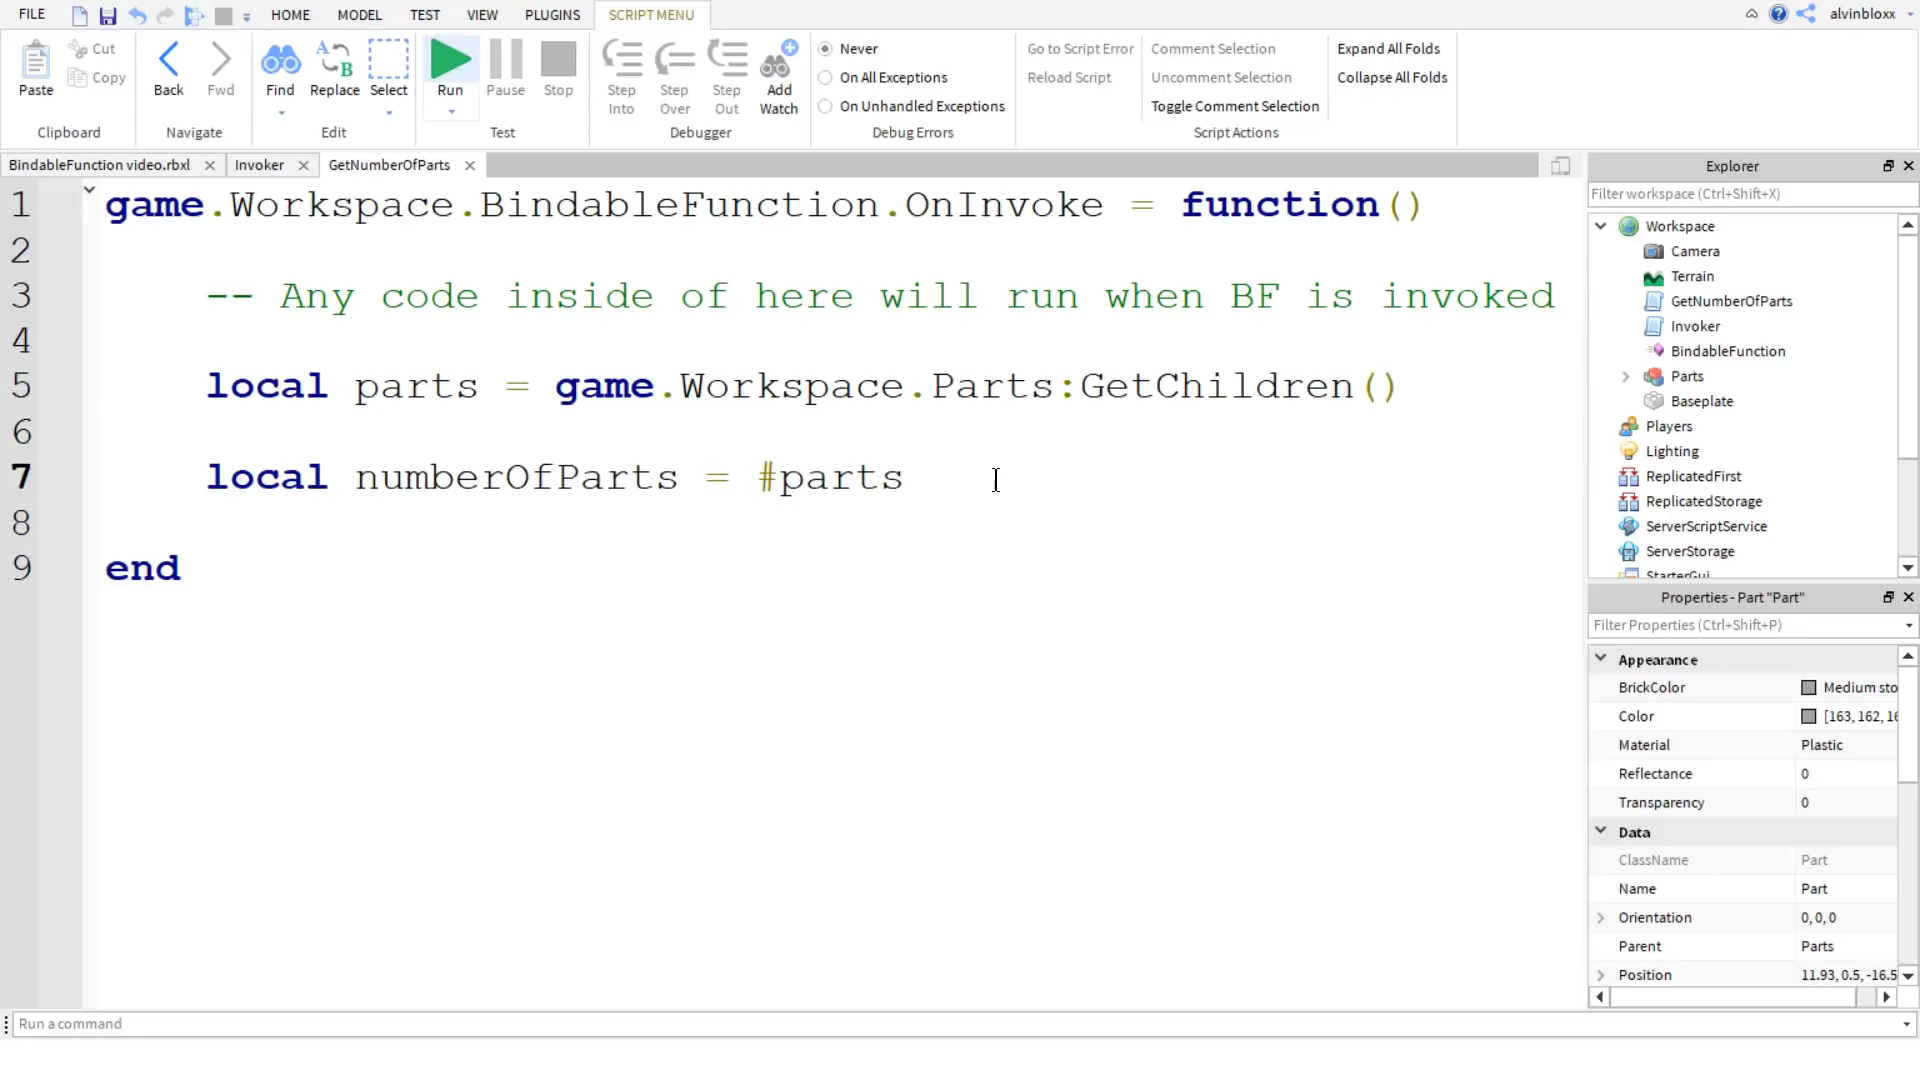 FILE HOME MODEL TEST VIEW PLUGINS SCRIPT MENU alvinbloxx
Paste Cut Copy Clipboard
Back Fwd Navigate
Find Replace Select Edit
Run Pause Stop Test
Step Into Step Over Step Out Add Watch Debugger
Never
On All Exceptions
On Unhandled Exceptions
Debug Errors
Go to Script Error
Reload Script
Comment Selection
Uncomment Selection
Toggle Comment Selection
Script Actions
Expand All Folds
Collapse All Folds
BindableFunction video.rbxl Invoker GetNumberOfParts
1 game.Workspace.BindableFunction.OnInvoke = function()
2
3 -- Any code inside of here will run when BF is invoked
4
5 local parts = game.Workspace.Parts:GetChildren()
6
7 local numberOfParts = #parts
8
9 end
Explorer
Filter workspace (Ctrl+Shift+X)
Workspace
Camera
Terrain
GetNumberOfParts
Invoker
BindableFunction
Parts
Baseplate
Players
Lighting
ReplicatedFirst
ReplicatedStorage
ServerScriptService
ServerStorage
StarterGui
Properties - Part "Part"
Filter Properties (Ctrl+Shift+P)
Appearance
BrickColor Medium sto
Color [163, 162, 16
Material Plastic
Reflectance 0
Transparency 0
Data
ClassName Part
Name Part
Orientation 0, 0, 0
Parent Parts
Position 11.93, 0.5, -16.5
Run a command